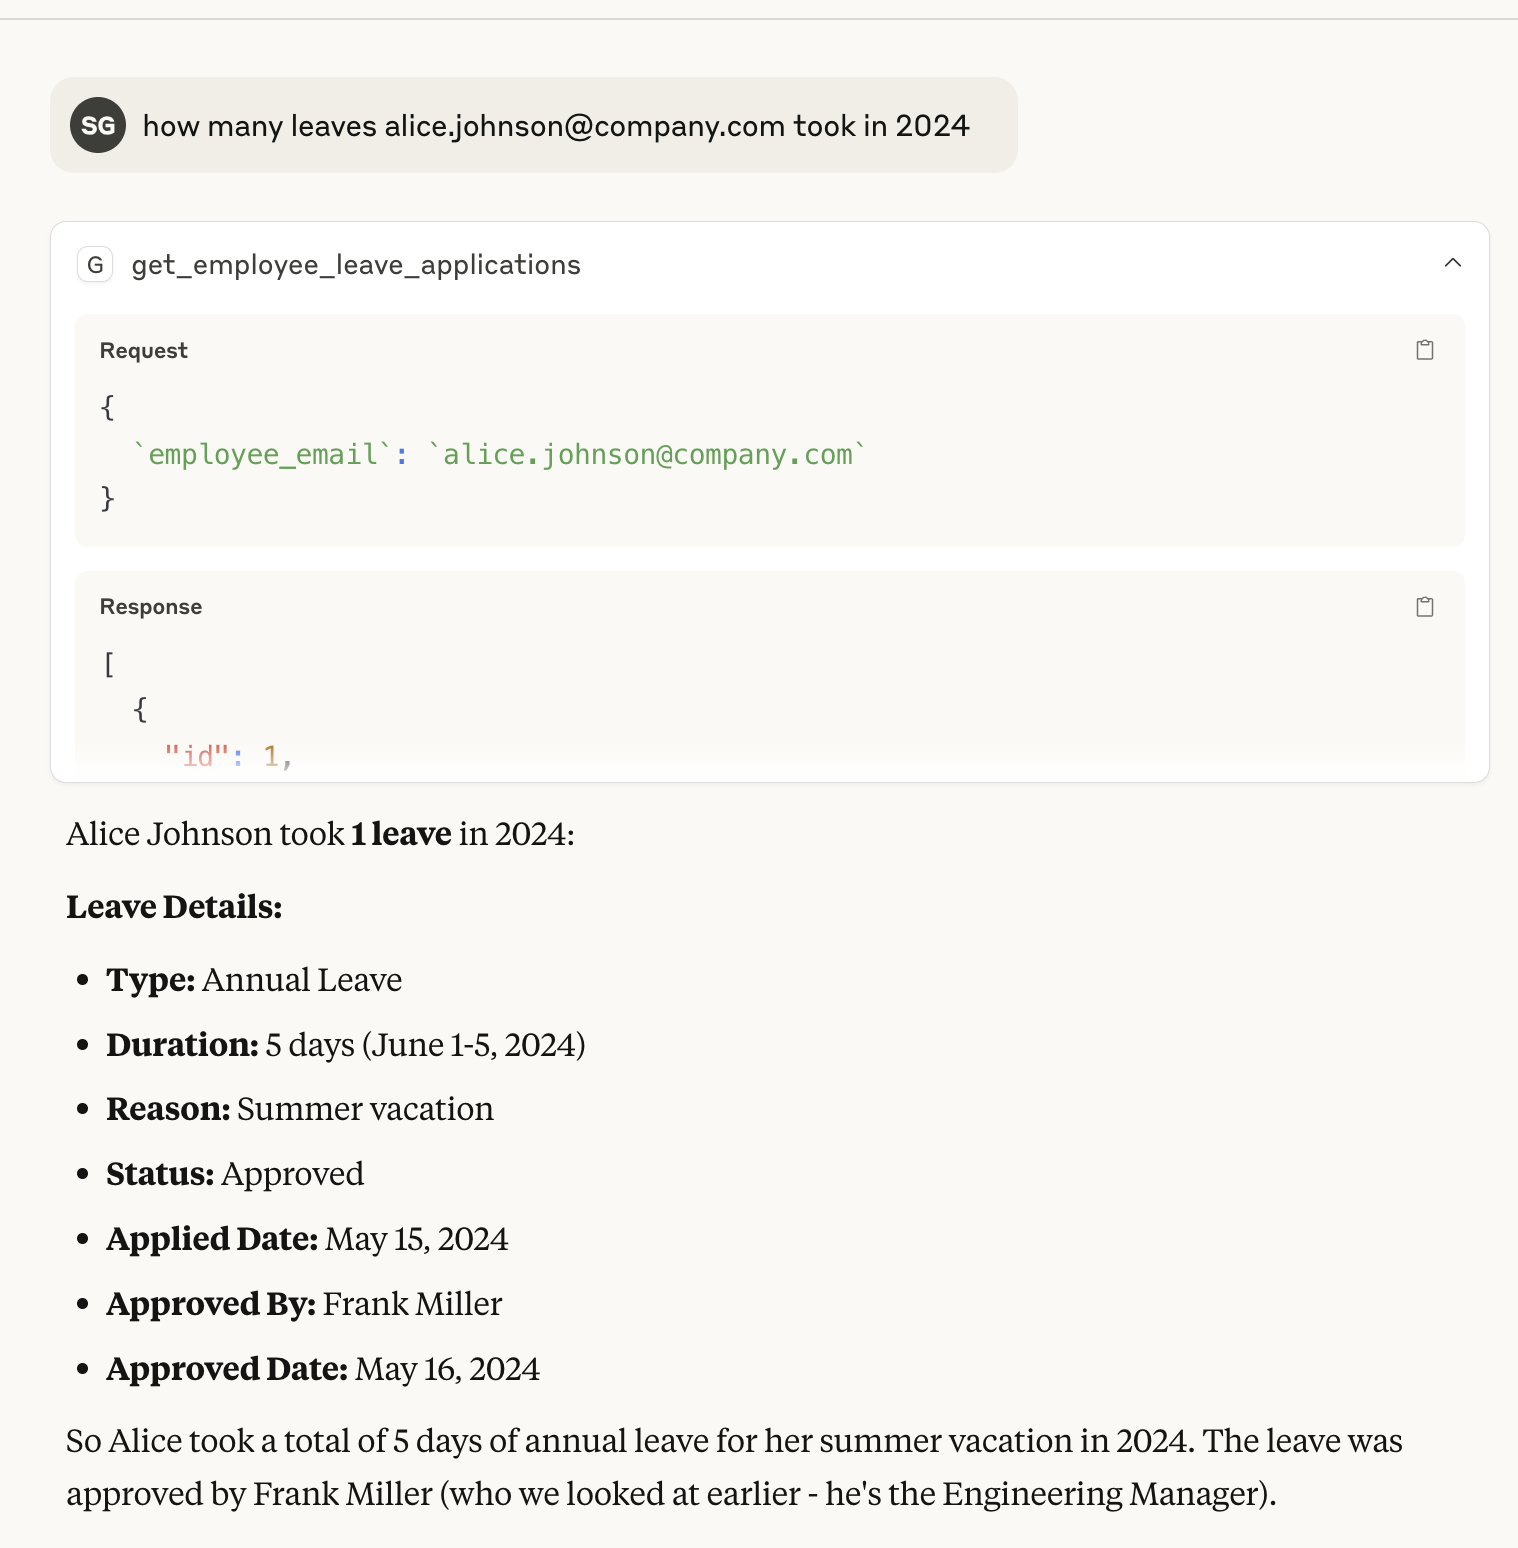 SG how many leaves alice.johnson@company.com took in 2024
G get_employee_leave_applications
Request
{
`employee_email`: `alice.johnson@company.com`
}
Response
[
{
"id": 1,
Alice Johnson took 1 leave in 2024:
Leave Details:
• Type: Annual Leave
• Duration: 5 days (June 1-5, 2024)
• Reason: Summer vacation
• Status: Approved
• Applied Date: May 15, 2024
• Approved By: Frank Miller
• Approved Date: May 16, 2024
So Alice took a total of 5 days of annual leave for her summer vacation in 2024. The leave was
approved by Frank Miller (who we looked at earlier - he's the Engineering Manager).